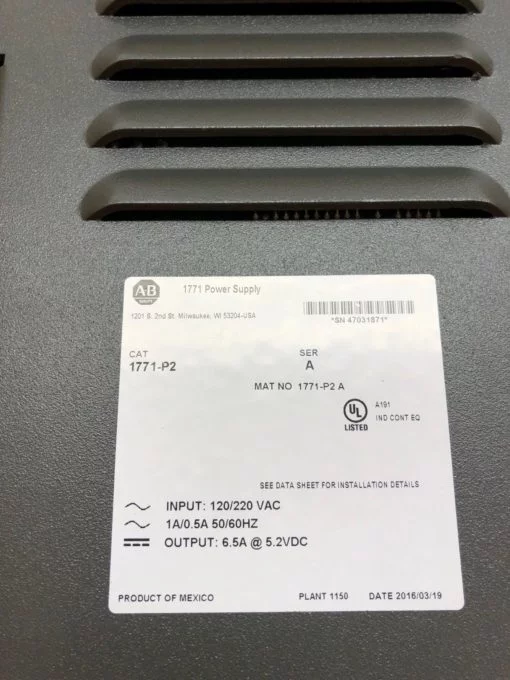 AB
QUALITY
1771 Power Supply
1201 S. 2nd St. Milwaukee, WI 53204-USA
*SN 47031871*
CAT
1771-P2
SER
A
MAT NO 1771-P2 A
UL
LISTED
A191
IND CONT EQ
SEE DATA SHEET FOR INSTALLATION DETAILS
INPUT: 120/220 VAC
1A/0.5A 50/60HZ
OUTPUT: 6.5A @ 5.2VDC
PRODUCT OF MEXICO
PLANT 1150
DATE 2016/03/19